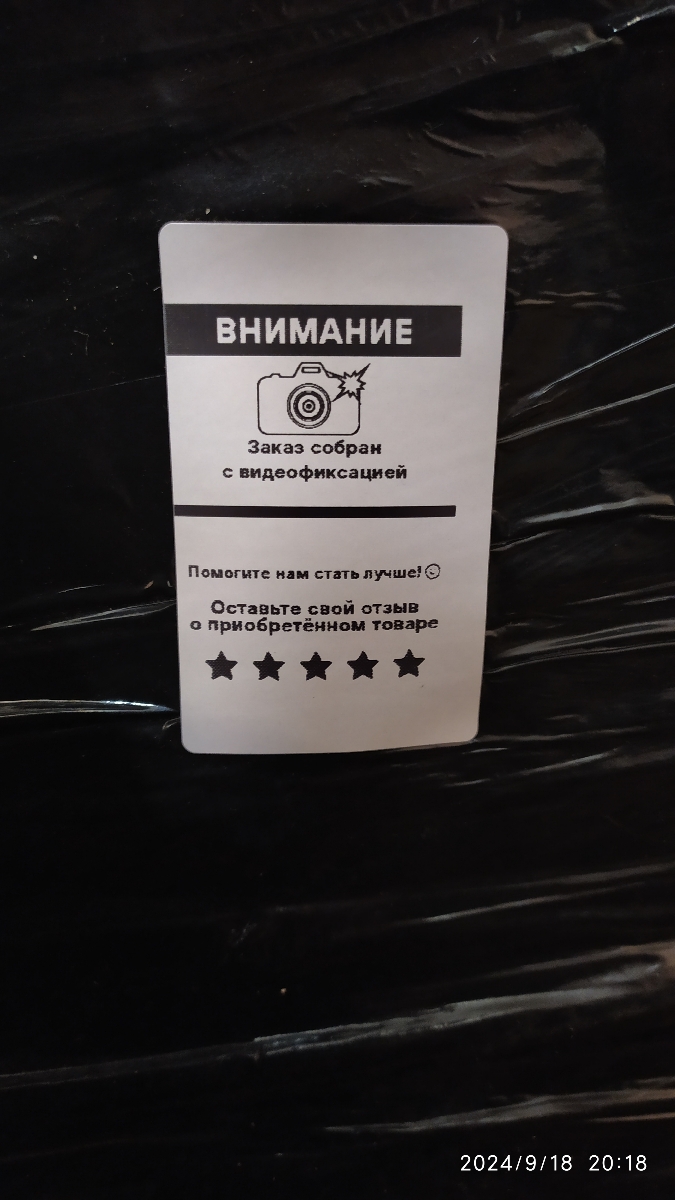 ВНИМАНИЕ
Заказ собран
с видеофиксацией
Помогите нам стать лучше!
Оставьте свой отзыв
о приобретённом товаре
2024/9/18 20:18